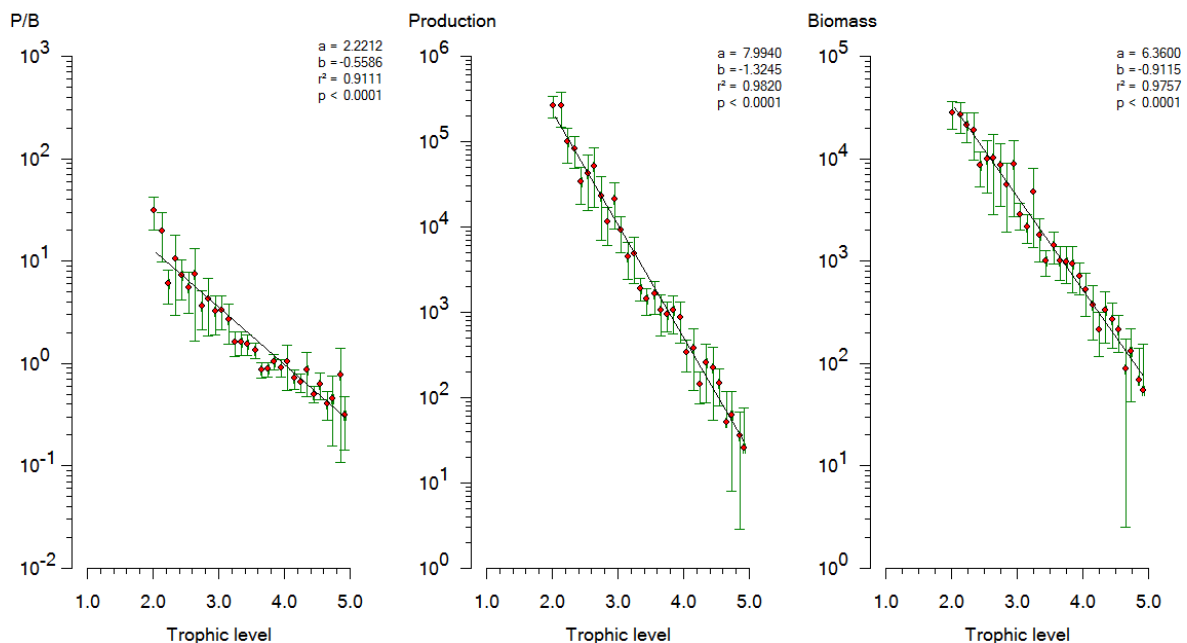 P/B
a = 2.2212
b = -0.5586
r² = 0.9111
p < 0.0001
10³
10²
10¹
10⁰
10⁻¹
10⁻²
1.0 2.0 3.0 4.0 5.0
Trophic level
Production
a = 7.9940
b = -1.3245
r² = 0.9820
p < 0.0001
10⁶
10⁵
10⁴
10³
10²
10¹
10⁰
1.0 2.0 3.0 4.0 5.0
Trophic level
Biomass
a = 6.3600
b = -0.9115
r² = 0.9757
p < 0.0001
10⁵
10⁴
10³
10²
10¹
10⁰
1.0 2.0 3.0 4.0 5.0
Trophic level